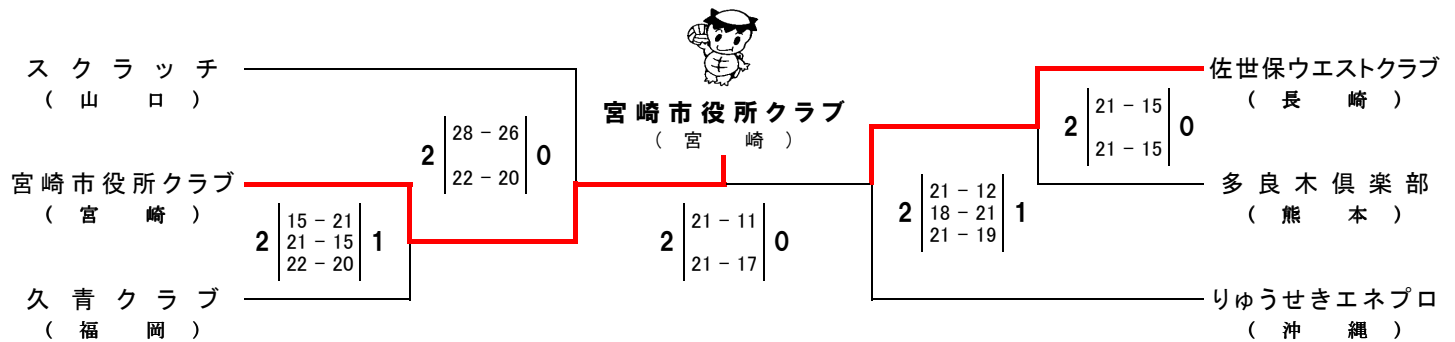 スクラッチ
(山口)
宮崎市役所クラブ
(宮崎)
久青クラブ
(福岡)
2 28 - 26 0
22 - 20
2 15 - 21 1
21 - 15
22 - 20
宮崎市役所クラブ
(宮崎)
2 21 - 11 0
21 - 17
2 21 - 15 0
21 - 15
2 21 - 12 1
18 - 21
21 - 19
佐世保ウエストクラブ
(長崎)
多良木倶楽部
(熊本)
りゅうせきエネプロ
(沖縄)